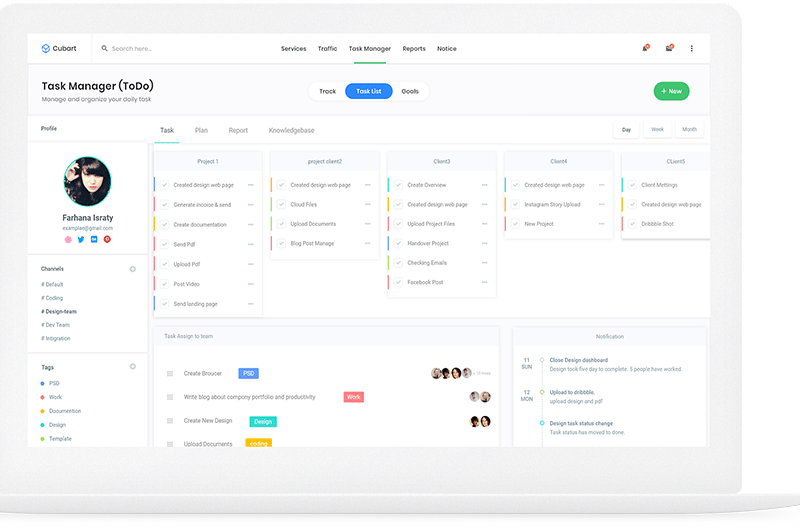 Cubart
Search here...
Services Traffic Task Manager Reports Notice
Task Manager (ToDo)
Manage and organize your daily task
Track Task List Goals
+ New
Profile
Farhana Israty
Channels
# Default
# Coding
# Design-team
# Dev Team
# Intigration
Tags
PSD
Work
Documention
Design
Template
Task Plan Report Knowledgebase
Day Week Month
Project 1
Created design web page
Generate incoice & send
Create documentation
Send Pdf
Upload Pdf
Post Video
Send landing page
project client2
Created design web page
Cloud Files
Upload Documents
Blog Post Manage
Client3
Create Overview
Created design web page
Upload Project Files
Handover Project
Checking Emails
Facebook Post
Client4
Created design web page
Instagram Story Upload
New Project
CLient5
Client Mettings
Created design web page
Dribbble Shot
Task Assign to team
Create Broucer PSD
Write blog about company portfolio and productivity Work
Create New Design Design
Upload Documents coding
Notification
11 SUN
Close Design dashboard
Design took five day to complete. 5 people have worked.
12 MON
Upload to dribbble.
upload design and pdf
Design task status change
Task status has moved to done.